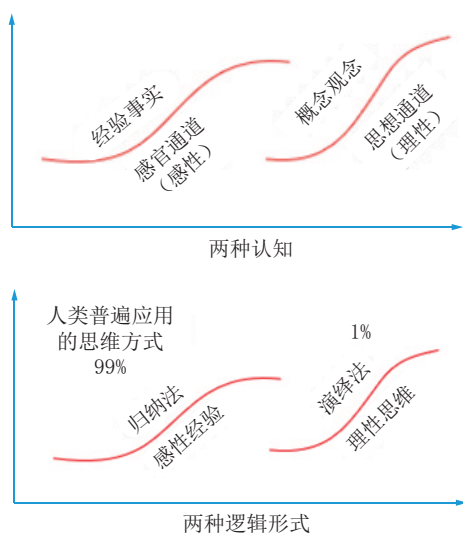 经验事实
感官通道
（感性）
概念观念
思想通道
（理性）
两种认知
人类普遍应用
的思维方式
99%
归纳法
感性经验
1%
演绎法
理性思维
两种逻辑形式